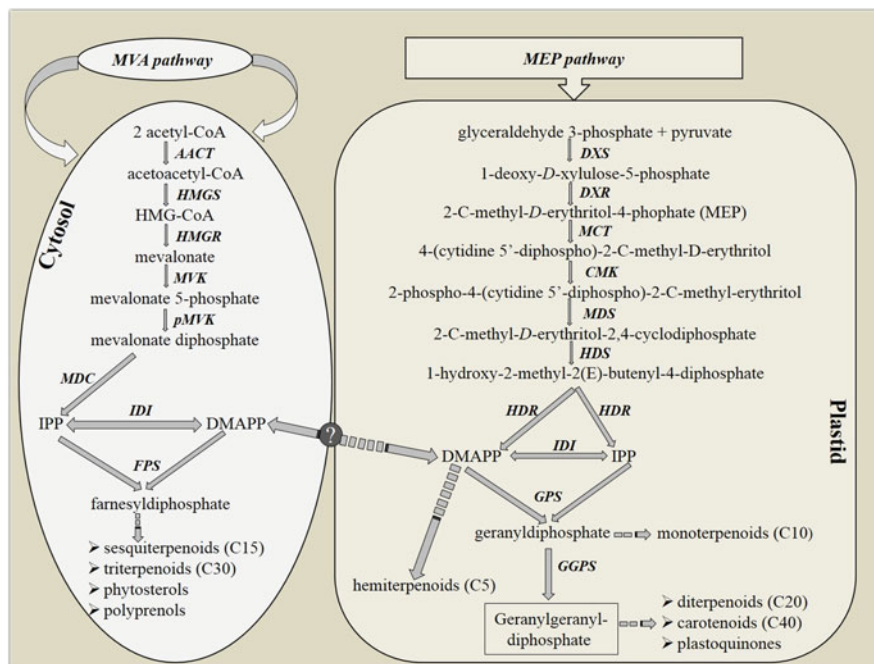 MVA pathway
MEP pathway
Cytosol
2 acetyl-CoA
AACT
acetoacetyl-CoA
HMGS
HMG-CoA
HMGR
mevalonate
MVK
mevalonate 5-phosphate
pMVK
mevalonate diphosphate
MDC
IPP
IDI
DMAPP
FPS
farnesyldiphosphate
➢ sesquiterpenoids (C15)
➢ triterpenoids (C30)
➢ phytosterols
➢ polyprenols
?
Plastid
glyceraldehyde 3-phosphate + pyruvate
DXS
1-deoxy-D-xylulose-5-phosphate
DXR
2-C-methyl-D-erythritol-4-phophate (MEP)
MCT
4-(cytidine 5’-diphospho)-2-C-methyl-D-erythritol
CMK
2-phospho-4-(cytidine 5’-diphospho)-2-C-methyl-erythritol
MDS
2-C-methyl-D-erythritol-2,4-cyclodiphosphate
HDS
1-hydroxy-2-methyl-2(E)-butenyl-4-diphosphate
HDR
HDR
DMAPP
IDI
IPP
GPS
geranyldiphosphate
monoterpenoids (C10)
hemiterpenoids (C5)
GGPS
Geranylgeranyl-
diphosphate
➢ diterpenoids (C20)
➢ carotenoids (C40)
➢ plastoquinones